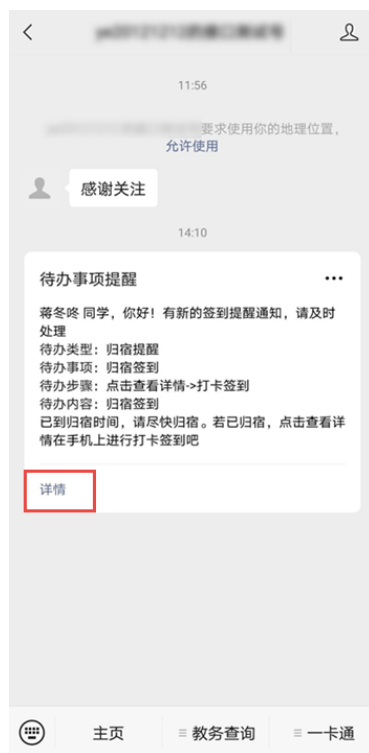 11:56
要求使用你的地理位置，
允许使用
感谢关注
14:10
待办事项提醒
蒋冬咚 同学，你好！有新的签到提醒通知，请及时
处理
待办类型：归宿提醒
待办事项：归宿签到
待办步骤：点击查看详情->打卡签到
待办内容：归宿签到
已到归宿时间，请尽快归宿。若已归宿，点击查看详
情在手机上进行打卡签到吧
详情
主页
教务查询
一卡通